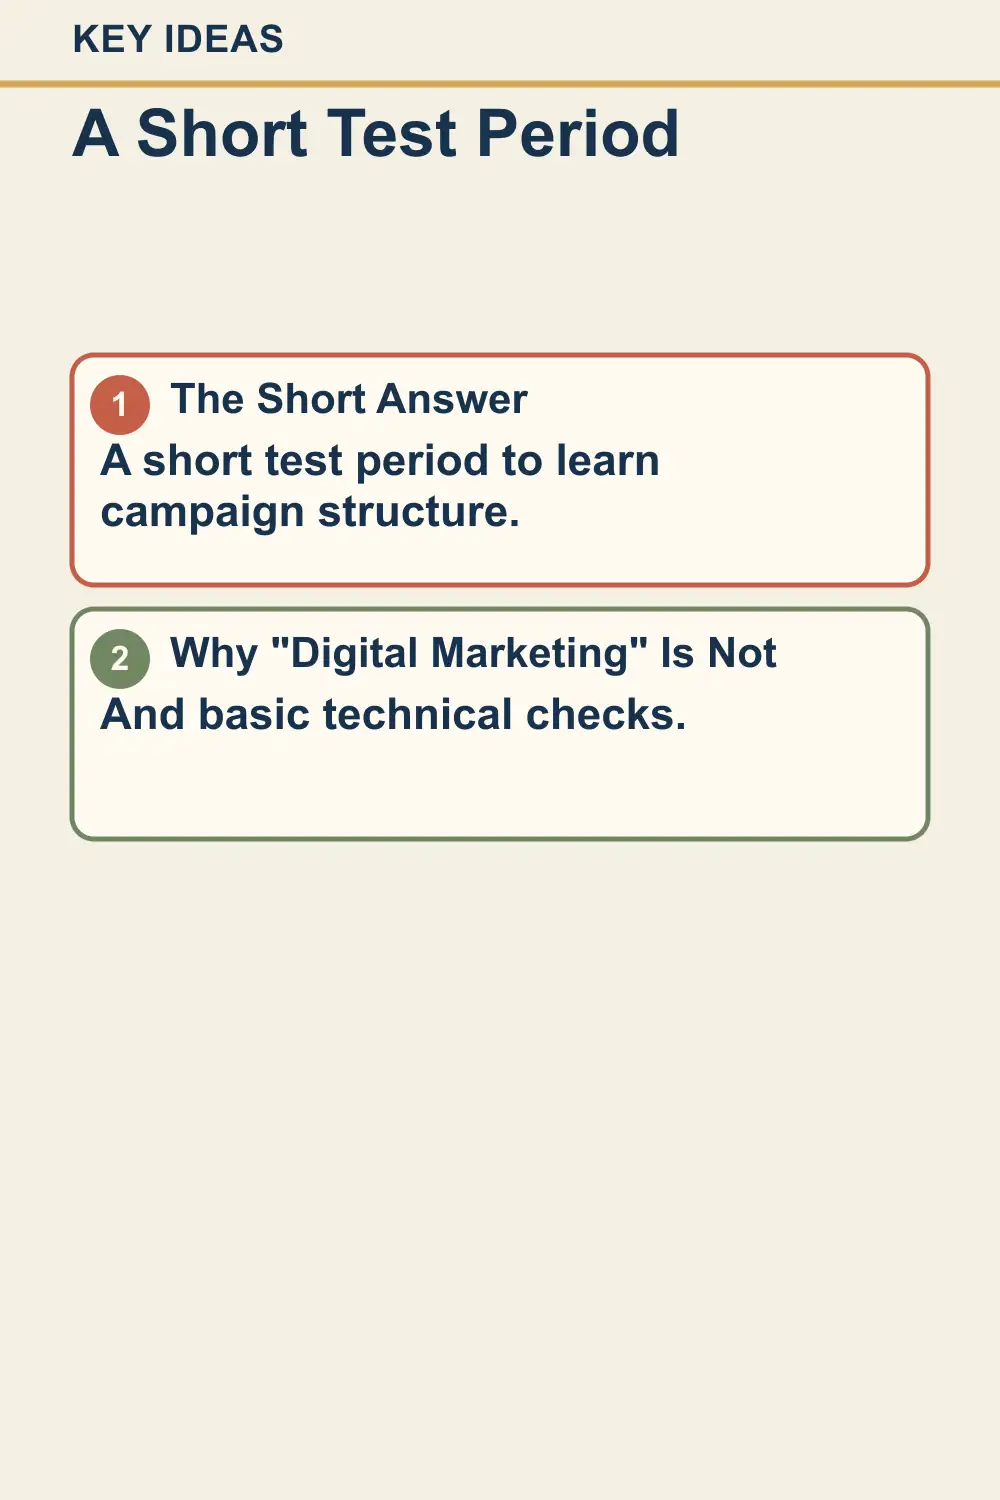 KEY IDEAS
A Short Test Period
1 The Short Answer
A short test period to learn
campaign structure.
2 Why "Digital Marketing" Is Not
And basic technical checks.